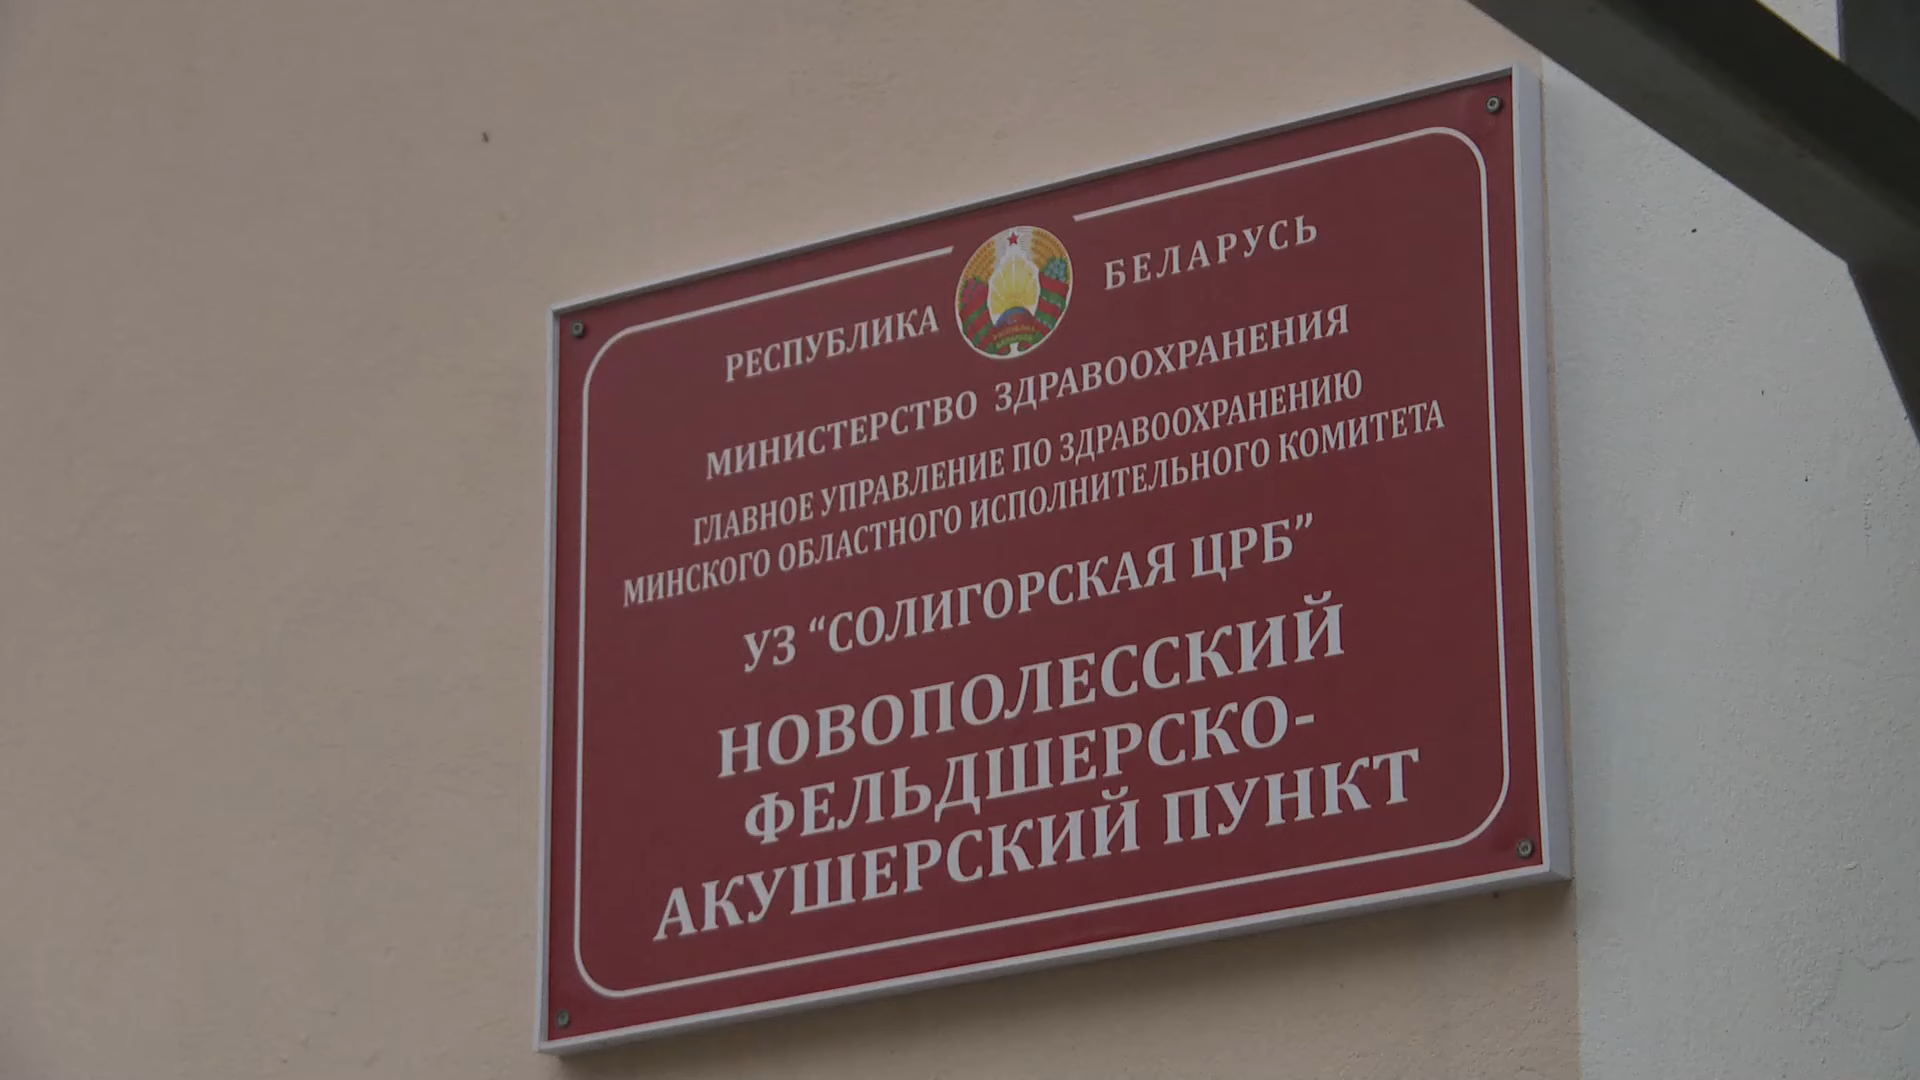 РЕСПУБЛИКА БЕЛАРУСЬ
МИНИСТЕРСТВО ЗДРАВООХРАНЕНИЯ
ГЛАВНОЕ УПРАВЛЕНИЕ ПО ЗДРАВООХРАНЕНИЮ
МИНСКОГО ОБЛАСТНОГО ИСПОЛНИТЕЛЬНОГО КОМИТЕТА
УЗ “СОЛИГОРСКАЯ ЦРБ”
НОВОПОЛЕССКИЙ
ФЕЛЬДШЕРСКО-
АКУШЕРСКИЙ ПУНКТ